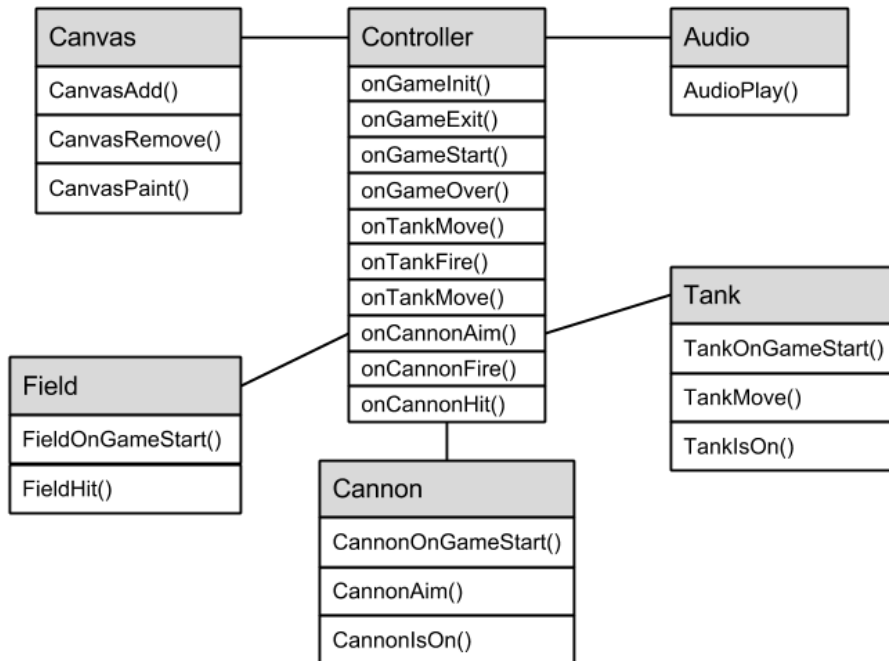 Canvas
CanvasAdd()
CanvasRemove()
CanvasPaint()
Controller
onGameInit()
onGameExit()
onGameStart()
onGameOver()
onTankMove()
onTankFire()
onTankMove()
onCannonAim()
onCannonFire()
onCannonHit()
Audio
AudioPlay()
Tank
TankOnGameStart()
TankMove()
TankIsOn()
Field
FieldOnGameStart()
FieldHit()
Cannon
CannonOnGameStart()
CannonAim()
CannonIsOn()